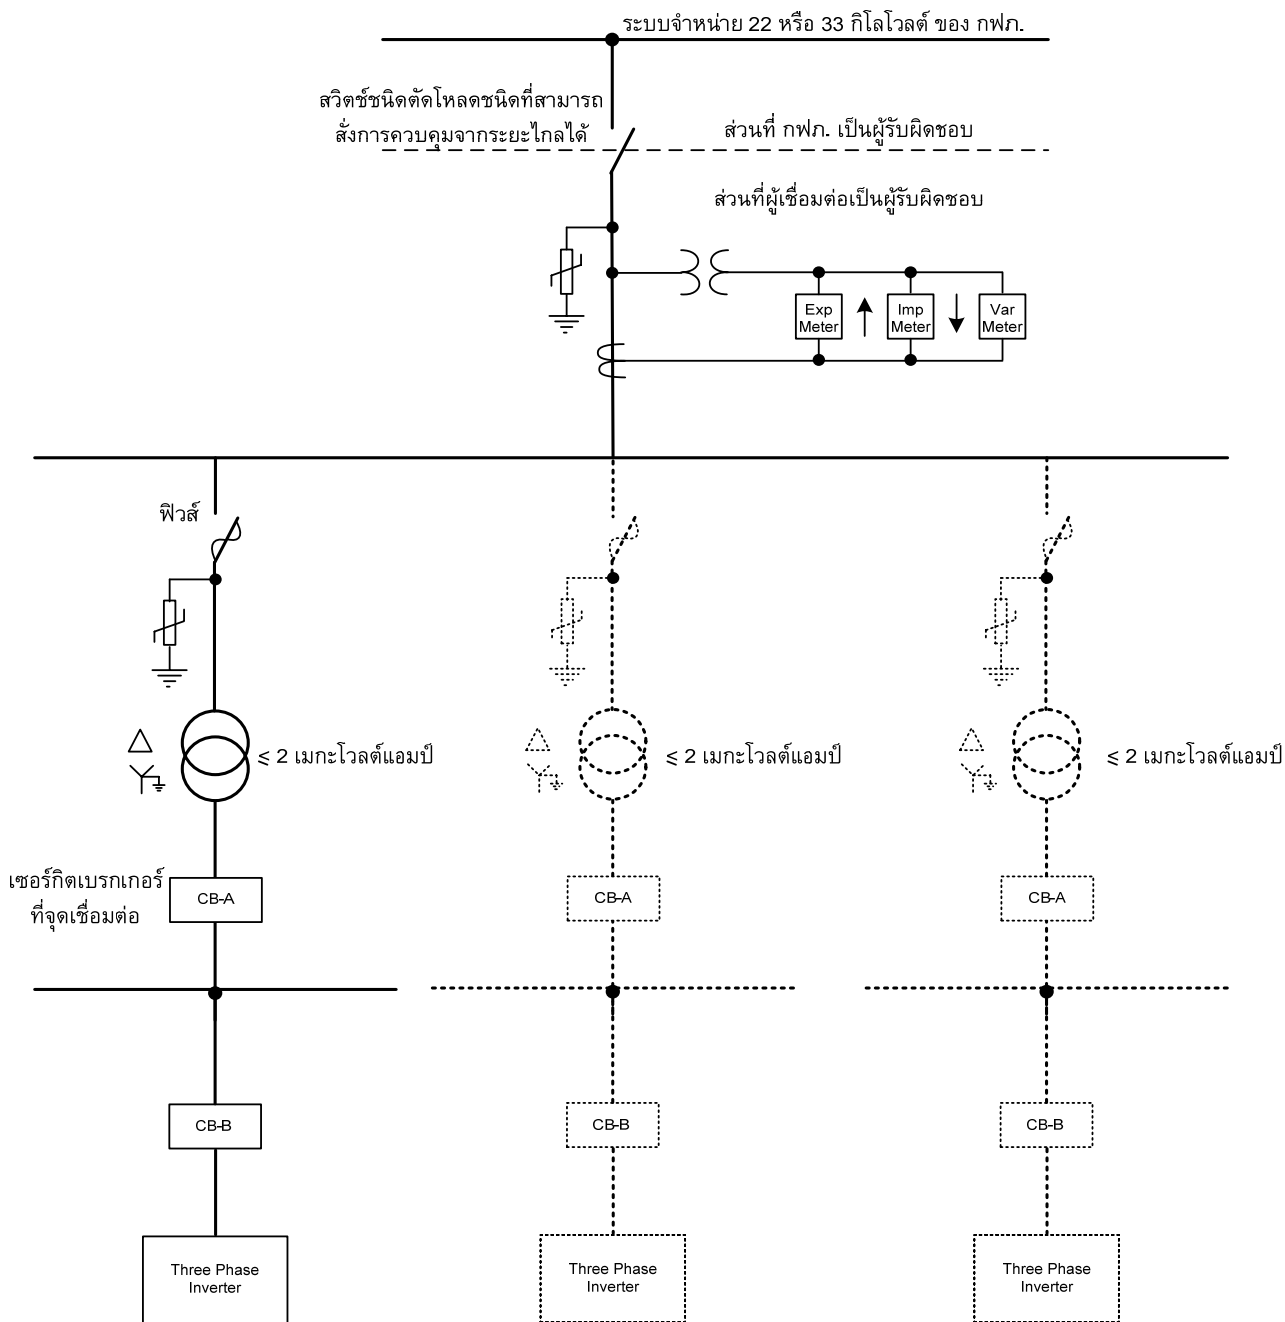 ระบบจำหน่าย 22 หรือ 33 กิโลโวลต์ ของ กฟภ.
สวิตช์ชนิดตัดโหลดชนิดที่สามารถ
สั่งการควบคุมจากระยะไกลได้
ส่วนที่ กฟภ. เป็นผู้รับผิดชอบ
ส่วนที่ผู้เชื่อมต่อเป็นผู้รับผิดชอบ
Exp
Meter
Imp
Meter
Var
Meter
ฟิวส์
≤ 2 เมกะโวลต์แอมป์
≤ 2 เมกะโวลต์แอมป์
≤ 2 เมกะโวลต์แอมป์
เซอร์กิตเบรกเกอร์
ที่จุดเชื่อมต่อ
CB-A
CB-A
CB-A
CB-B
CB-B
CB-B
Three Phase
Inverter
Three Phase
Inverter
Three Phase
Inverter